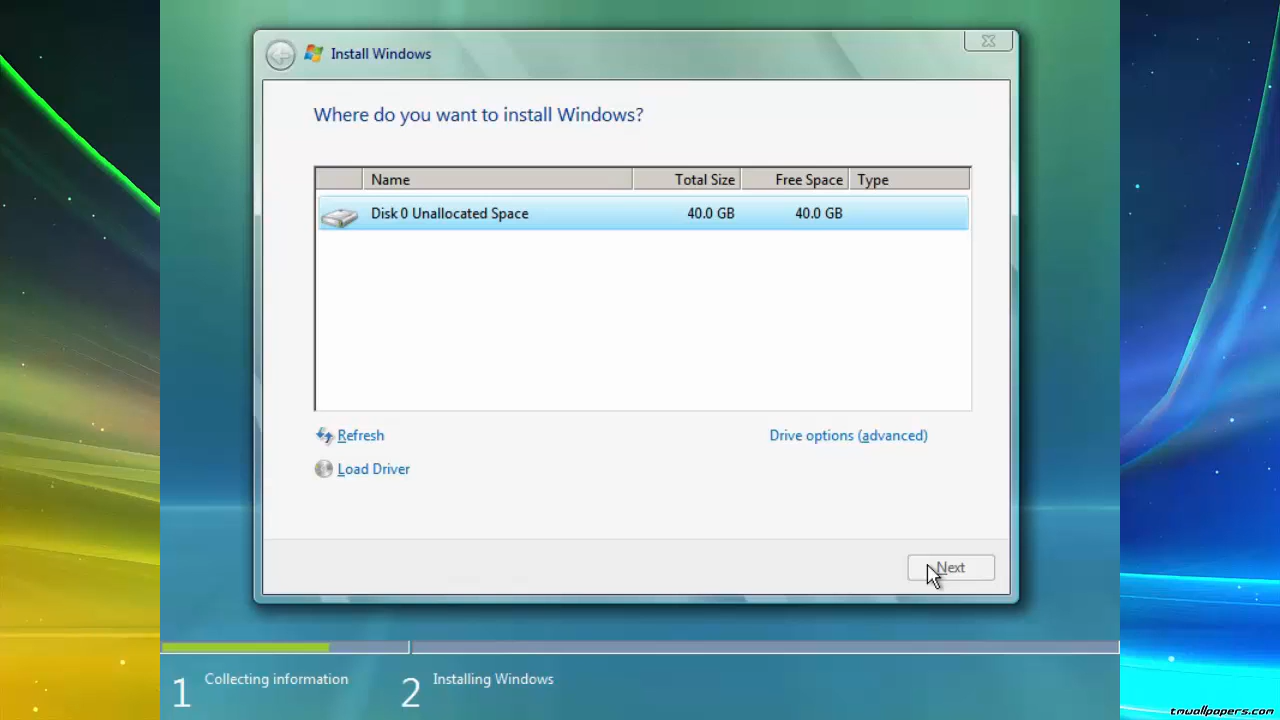 Install Windows
Where do you want to install Windows?
Name Total Size Free Space Type
Disk 0 Unallocated Space 40.0 GB 40.0 GB
Refresh Drive options (advanced)
Load Driver
Next
1 Collecting information 2 Installing Windows
tmwallpapers.com